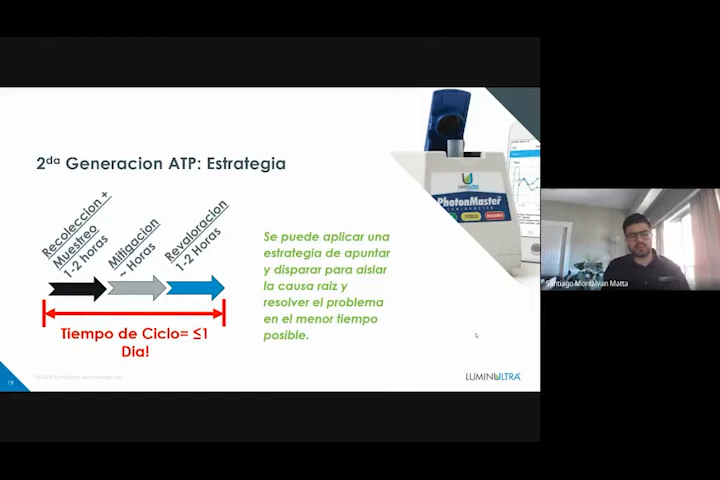 2da Generacion ATP: Estrategia
Recoleccion +
Muestreo
1-2 horas
Mitigacion
~ Horas
Revaloracion
1-2 Horas
Tiempo de Ciclo= ≤1
Dia!
Se puede aplicar una
estrategia de apuntar
y disparar para aislar
la causa raiz y
resolver el problema
en el menor tiempo
posible.
LUMINULTRA
PhotonMaster
19
LUMINULTRA
Santiago Montalvan Matta